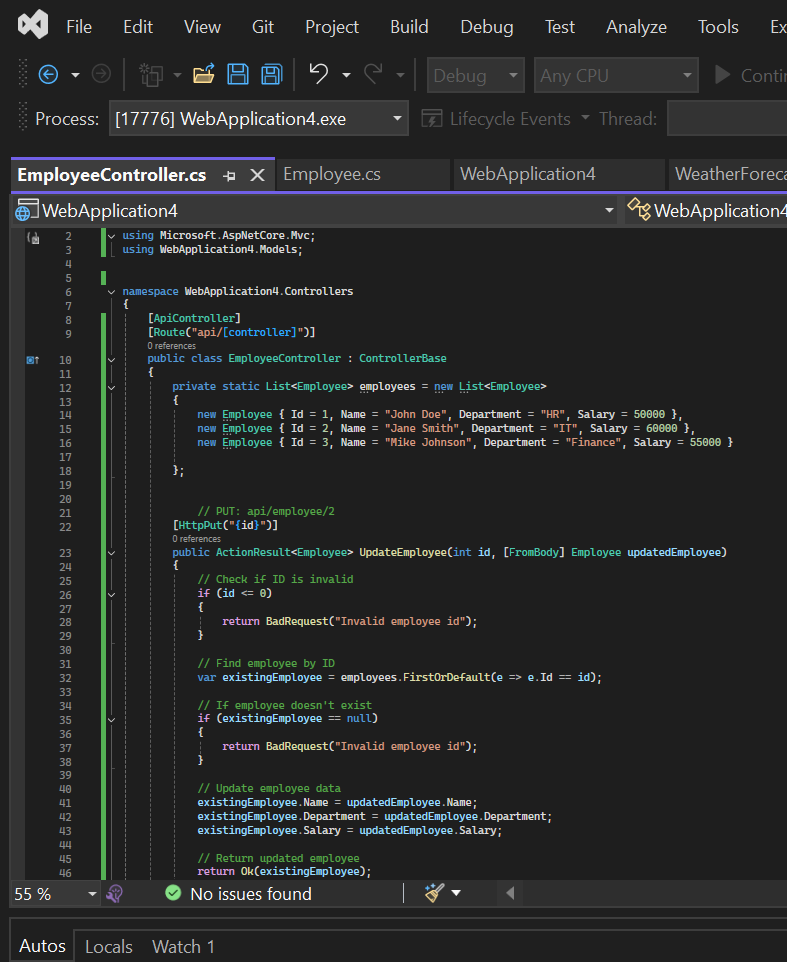 File Edit View Git Project Build Debug Test Analyze Tools Ex
Debug Any CPU Contin
Process: [17776] WebApplication4.exe Lifecycle Events Thread:
EmployeeController.cs Employee.cs WebApplication4 WeatherForeca
WebApplication4 WebApplication4
2 using Microsoft.AspNetCore.Mvc;
3 using WebApplication4.Models;
4
5
6 namespace WebApplication4.Controllers
7 {
8 [ApiController]
9 [Route("api/[controller]")]
0 references
10 public class EmployeeController : ControllerBase
11 {
12 private static List<Employee> employees = new List<Employee>
13 {
14 new Employee { Id = 1, Name = "John Doe", Department = "HR", Salary = 50000 },
15 new Employee { Id = 2, Name = "Jane Smith", Department = "IT", Salary = 60000 },
16 new Employee { Id = 3, Name = "Mike Johnson", Department = "Finance", Salary = 55000 }
17
18 };
19
20
21 // PUT: api/employee/2
22 [HttpPut("{id}")]
0 references
23 public ActionResult<Employee> UpdateEmployee(int id, [FromBody] Employee updatedEmployee)
24 {
25 // Check if ID is invalid
26 if (id <= 0)
27 {
28 return BadRequest("Invalid employee id");
29 }
30
31 // Find employee by ID
32 var existingEmployee = employees.FirstOrDefault(e => e.Id == id);
33
34 // If employee doesn't exist
35 if (existingEmployee == null)
36 {
37 return BadRequest("Invalid employee id");
38 }
39
40 // Update employee data
41 existingEmployee.Name = updatedEmployee.Name;
42 existingEmployee.Department = updatedEmployee.Department;
43 existingEmployee.Salary = updatedEmployee.Salary;
44
45 // Return updated employee
46 return Ok(existingEmployee);
55 % No issues found
Autos Locals Watch 1